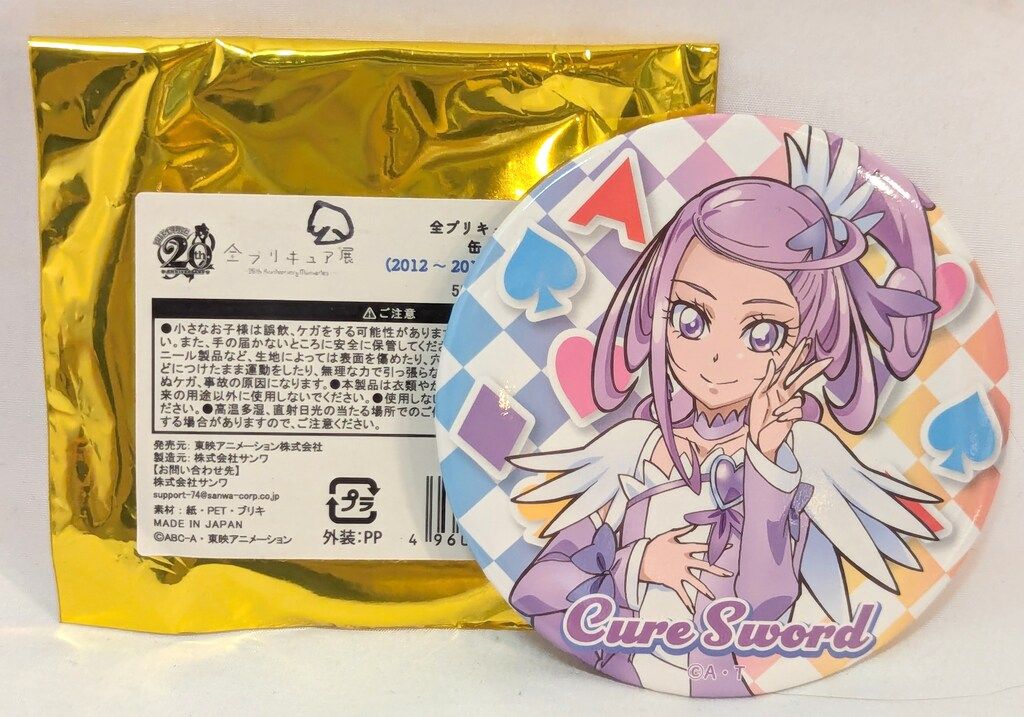 20th
全プリキュア展
20th Anniversary Memories
全プリキ
缶
(2012～20
5
⚠ご注意
●小さなお子様は誤飲、ケガをする可能性がありま
い。また、手の届かないところに安全に保管してくだ
ニール製品など、生地によっては表面を傷めたり、穴
どにつけたまま運動をしたり、無理な力で引っ張らな
ぬケガ、事故の原因になります。●本製品は衣類やか
来の用途以外に使用しないでください。●使用しな
ださい。●高温多湿、直射日光の当たる場所でのご
する場合がありますので、ご注意ください。
発売元:東映アニメーション株式会社
製造元:株式会社サンワ
【お問い合わせ先】
株式会社サンワ
support-74@sanwa-corp.co.jp
素材:紙・PET・ブリキ
MADE IN JAPAN
©ABC-A・東映アニメーション
プラ
外装:PP
4 960
A
Cure Sword
©A・T